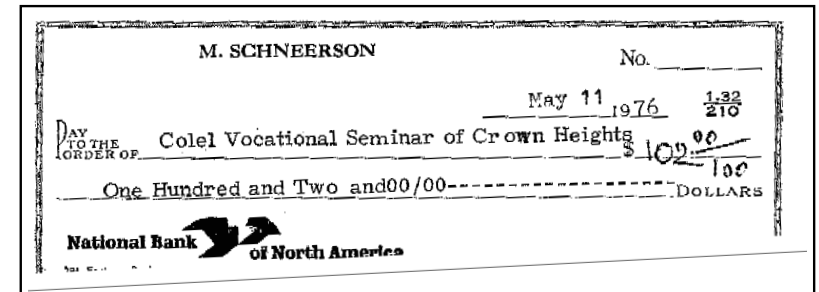 M. SCHNEERSON
No.
May 11 1976
1-32
210
PAY TO THE ORDER OF Colel Vocational Seminar of Crown Heights $ 102 00/100
One Hundred and Two and00/00-------------------- DOLLARS
National Bank of North America